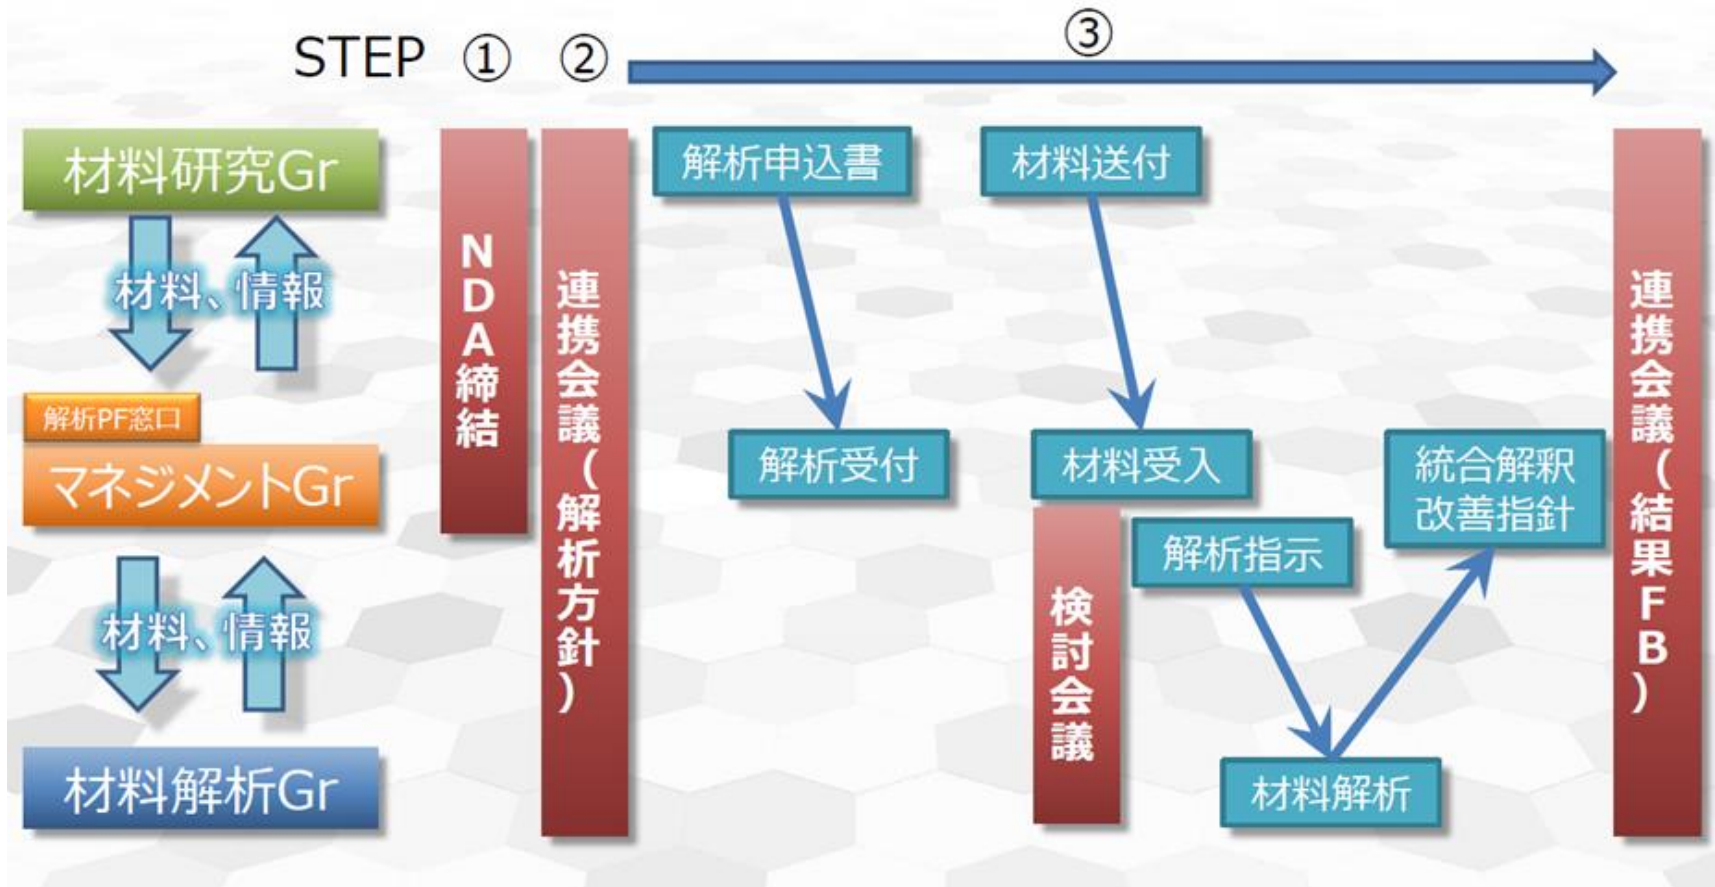 STEP ① ② ③
材料研究Gr
材料、情報
解析PF窓口
マネジメントGr
材料、情報
材料解析Gr
NDA締結
連携会議(解析方針)
解析申込書
解析受付
材料送付
材料受入
検討会議
解析指示
材料解析
統合解釈
改善指針
連携会議(結果FB)